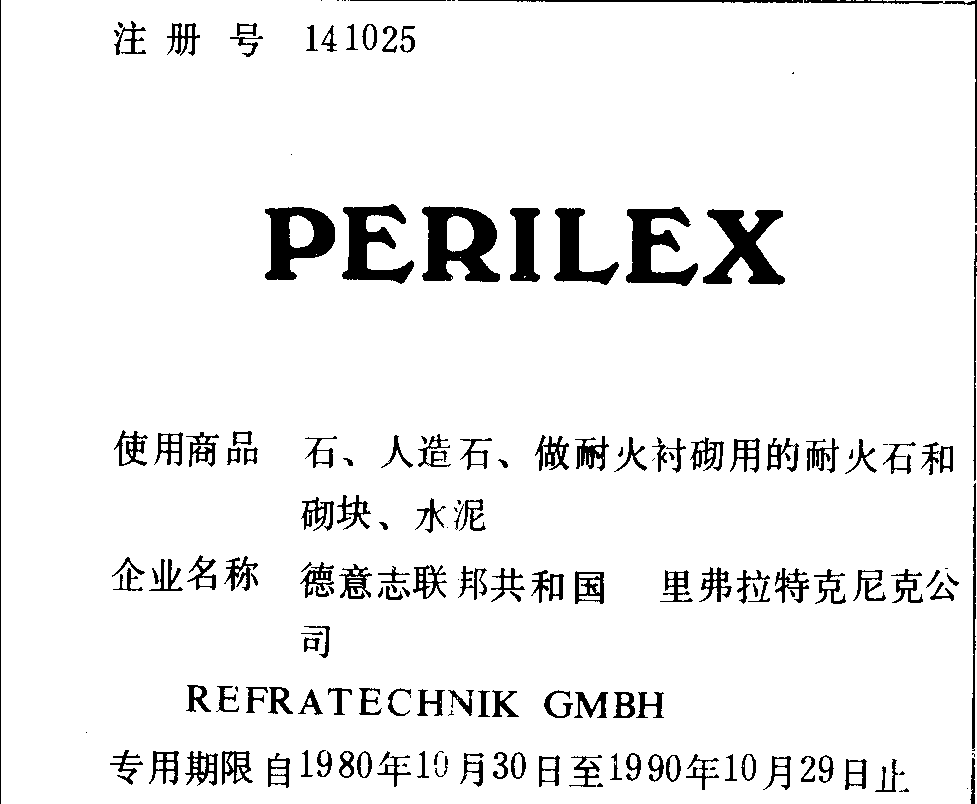 注册号 141025
PERILEX
使用商品 石、人造石、做耐火衬砌用的耐火石和
砌块、水泥
企业名称 德意志联邦共和国 里弗拉特克尼克公
司
REFRATECHNIK GMBH
专用期限 自1980年10月30日至1990年10月29日止